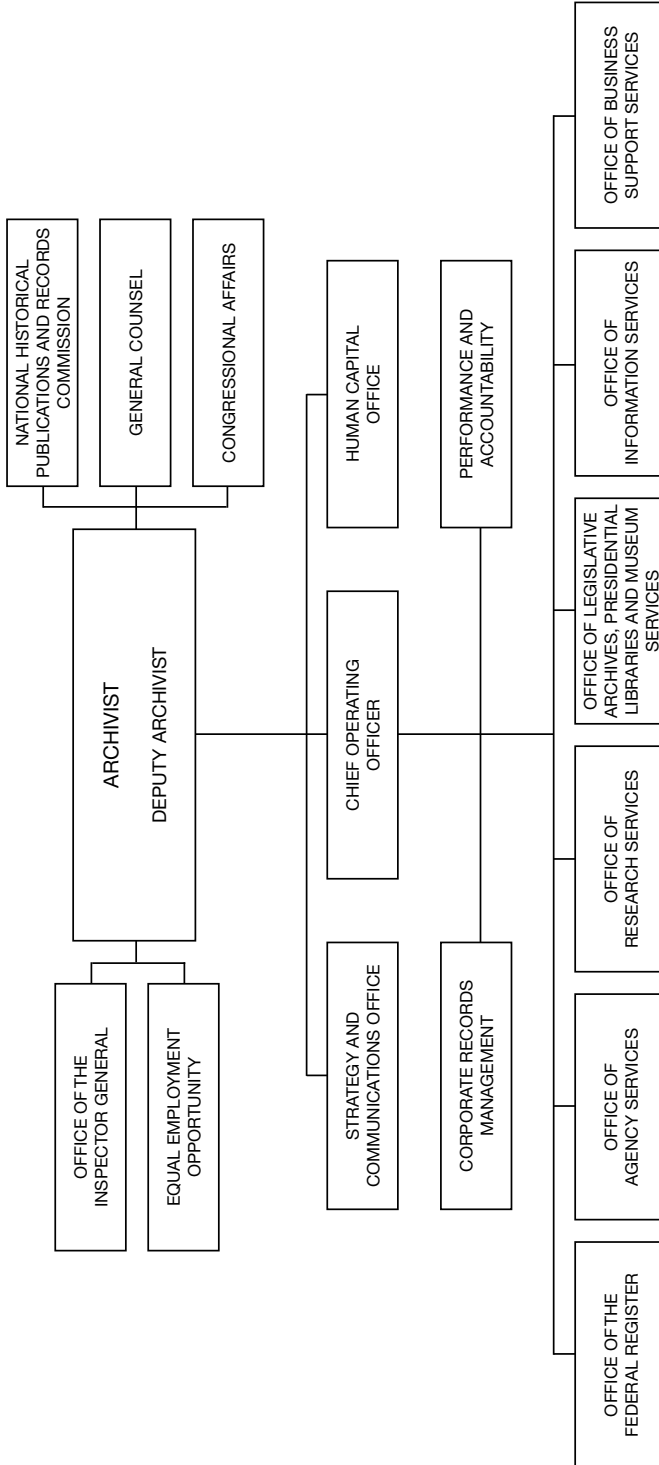 ARCHIVIST
DEPUTY ARCHIVIST
OFFICE OF THE
INSPECTOR GENERAL
EQUAL EMPLOYMENT
OPPORTUNITY
NATIONAL HISTORICAL
PUBLICATIONS AND RECORDS
COMMISSION
GENERAL COUNSEL
CONGRESSIONAL AFFAIRS
STRATEGY AND
COMMUNICATIONS OFFICE
CHIEF OPERATING
OFFICER
HUMAN CAPITAL
OFFICE
CORPORATE RECORDS
MANAGEMENT
PERFORMANCE AND
ACCOUNTABILITY
OFFICE OF THE
FEDERAL REGISTER
OFFICE OF
AGENCY SERVICES
OFFICE OF
RESEARCH SERVICES
OFFICE OF LEGISLATIVE
ARCHIVES, PRESIDENTIAL
LIBRARIES AND MUSEUM
SERVICES
OFFICE OF
INFORMATION SERVICES
OFFICE OF BUSINESS
SUPPORT SERVICES